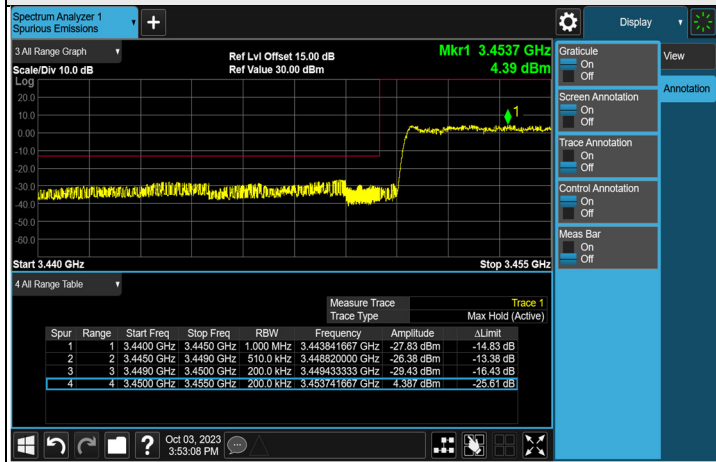 Spectrum Analyzer 1
Spurious Emissions
Display
3 All Range Graph
Ref Lvl Offset 15.00 dB
Mkr1 3.4537 GHz
Scale/Div 10.0 dB
Ref Value 30.00 dBm
4.39 dBm
Log
20.0
10.0
0.00
-10.0
-20.0
-30.0
-40.0
-50.0
-60.0
1
Start 3.440 GHz
Stop 3.455 GHz
Graticule
On
Off
Screen Annotation
On
Off
Trace Annotation
On
Off
Control Annotation
On
Off
Meas Bar
On
Off
View
Annotation
4 All Range Table
Measure Trace Trace 1
Trace Type Max Hold (Active)
Spur Range Start Freq Stop Freq RBW Frequency Amplitude ΔLimit
1 1 3.4400 GHz 3.4450 GHz 1.000 MHz 3.443841667 GHz -27.83 dBm -14.83 dB
2 2 3.4450 GHz 3.4490 GHz 510.0 kHz 3.448820000 GHz -26.38 dBm -13.38 dB
3 3 3.4490 GHz 3.4500 GHz 200.0 kHz 3.449433333 GHz -29.43 dBm -16.43 dB
4 4 3.4500 GHz 3.4550 GHz 200.0 kHz 3.453741667 GHz 4.387 dBm -25.61 dB
?
Oct 03, 2023
3:53:08 PM